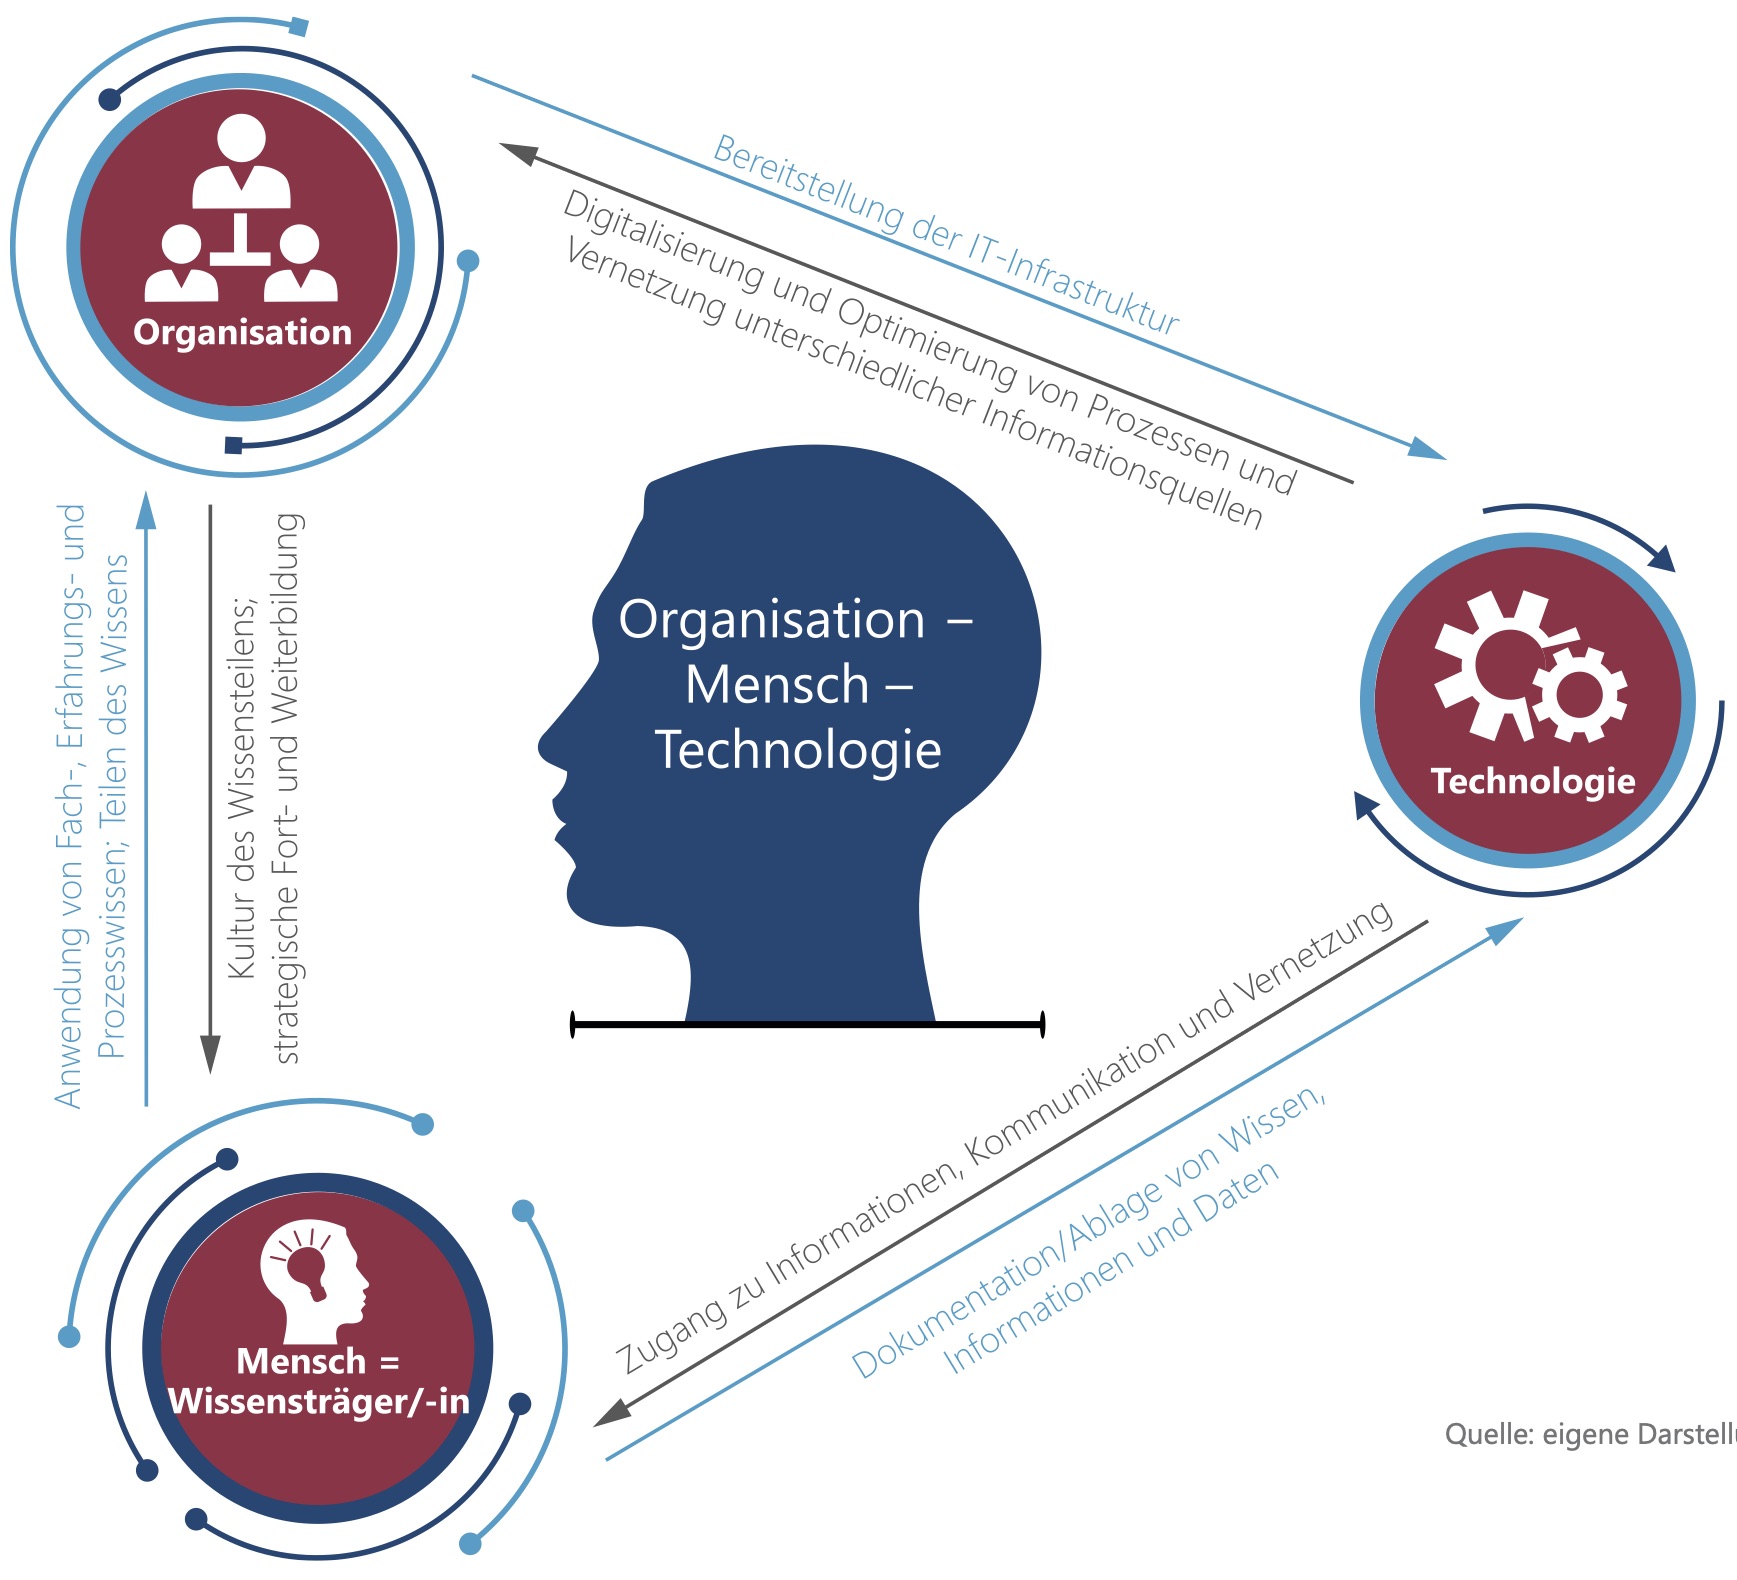 Organisation
Bereitstellung der IT-Infrastruktur
Digitalisierung und Optimierung von Prozessen und
Vernetzung unterschiedlicher Informationsquellen
Anwendung von Fach-, Erfahrungs- und
Prozesswissen; Teilen des Wissens
Kultur des Wissensteilens;
strategische Fort- und Weiterbildung
Organisation –
Mensch –
Technologie
Technologie
Zugang zu Informationen, Kommunikation und Vernetzung
Dokumentation/Ablage von Wissen,
Informationen und Daten
Mensch =
Wissensträger/-in
Quelle: eigene